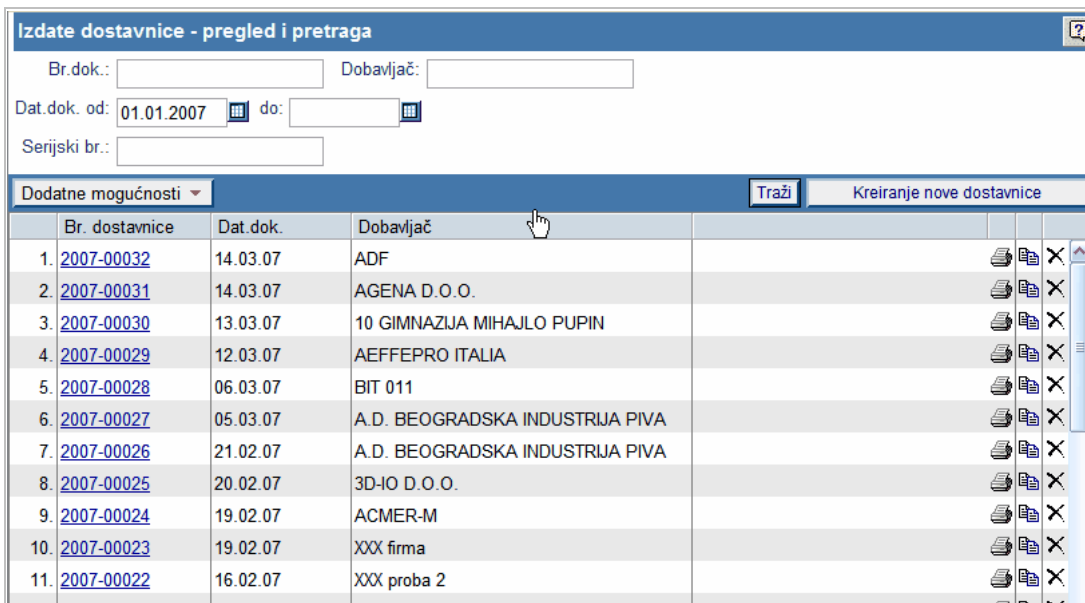 Izdate dostavnice - pregled i pretraga
Br.dok.: Dobavljač:
Dat.dok. od: 01.01.2007 do:
Serijski br.:
Dodatne mogućnosti Traži Kreiranje nove dostavnice
Br. dostavnice Dat.dok. Dobavljač
1. 2007-00032 14.03.07 ADF
2. 2007-00031 14.03.07 AGENA D.O.O.
3. 2007-00030 13.03.07 10 GIMNAZIJA MIHAJLO PUPIN
4. 2007-00029 12.03.07 AEFFEPRO ITALIA
5. 2007-00028 06.03.07 BIT 011
6. 2007-00027 05.03.07 A.D. BEOGRADSKA INDUSTRIJA PIVA
7. 2007-00026 21.02.07 A.D. BEOGRADSKA INDUSTRIJA PIVA
8. 2007-00025 20.02.07 3D-IO D.O.O.
9. 2007-00024 19.02.07 ACMER-M
10. 2007-00023 19.02.07 XXX firma
11. 2007-00022 16.02.07 XXX proba 2